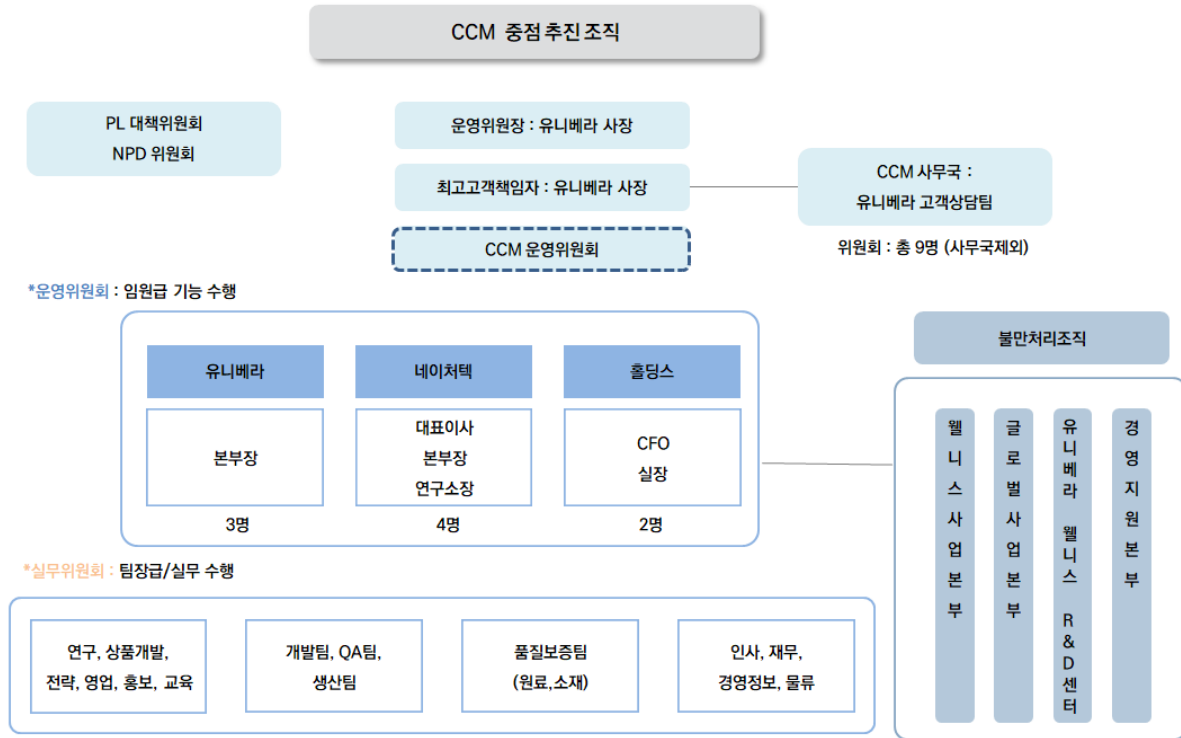 CCM 중점 추진 조직
PL 대책위원회
NPD 위원회
운영위원장 : 유니베라 사장
최고고객책임자 : 유니베라 사장
CCM 사무국 :
유니베라 고객상담팀
CCM 운영위원회
위원회 : 총 9명 (사무국제외)
*운영위원회 : 임원급 기능 수행
유니베라
네이처텍
홀딩스
본부장
대표이사
본부장
연구소장
CFO
실장
3명
4명
2명
불만처리조직
웰니스사업본부
글로벌사업본부
유니베라 웰니스 R&D센터
경영지원본부
*실무위원회 : 팀장급/실무 수행
연구, 상품개발,
전략, 영업, 홍보, 교육
개발팀, QA팀,
생산팀
품질보증팀
(원료,소재)
인사, 재무,
경영정보, 물류